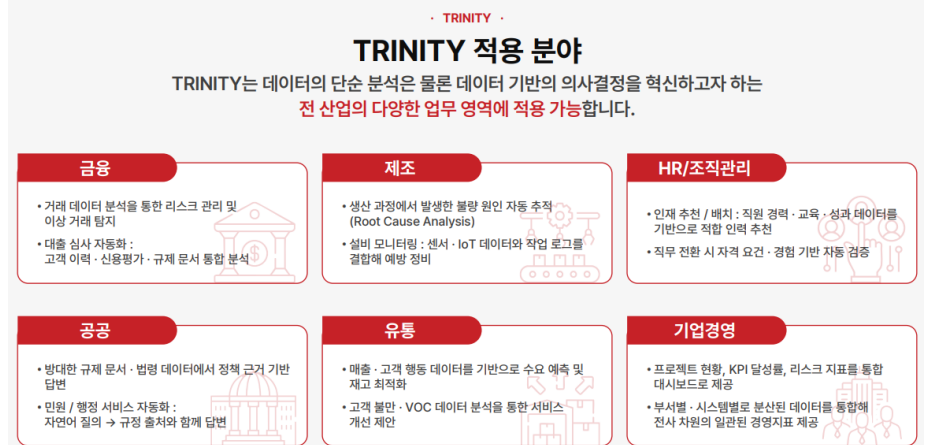 · TRINITY ·
TRINITY 적용 분야
TRINITY는 데이터의 단순 분석은 물론 데이터 기반의 의사결정을 혁신하고자 하는
전 산업의 다양한 업무 영역에 적용 가능합니다.
금융
• 거래 데이터 분석을 통한 리스크 관리 및
이상 거래 탐지
• 대출 심사 자동화 :
고객 이력 · 신용평가 · 규제 문서 통합 분석
제조
• 생산 과정에서 발생한 불량 원인 자동 추적
(Root Cause Analysis)
• 설비 모니터링 : 센서 · IoT 데이터와 작업 로그를
결합해 예방 정비
HR/조직관리
• 인재 추천 / 배치 : 직원 경력 · 교육 · 성과 데이터를
기반으로 적합 인력 추천
• 직무 전환 시 자격 요건 · 경험 기반 자동 검증
공공
• 방대한 규제 문서 · 법령 데이터에서 정책 근거 기반
답변
• 민원 / 행정 서비스 자동화 :
자연어 질의 → 규정 출처와 함께 답변
유통
• 매출 · 고객 행동 데이터를 기반으로 수요 예측 및
재고 최적화
• 고객 불만 · VOC 데이터 분석을 통한 서비스
개선 제안
기업경영
• 프로젝트 현황, KPI 달성률, 리스크 지표를 통합
대시보드로 제공
• 부서별 · 시스템별로 분산된 데이터를 통합해
전사 차원의 일관된 경영지표 제공